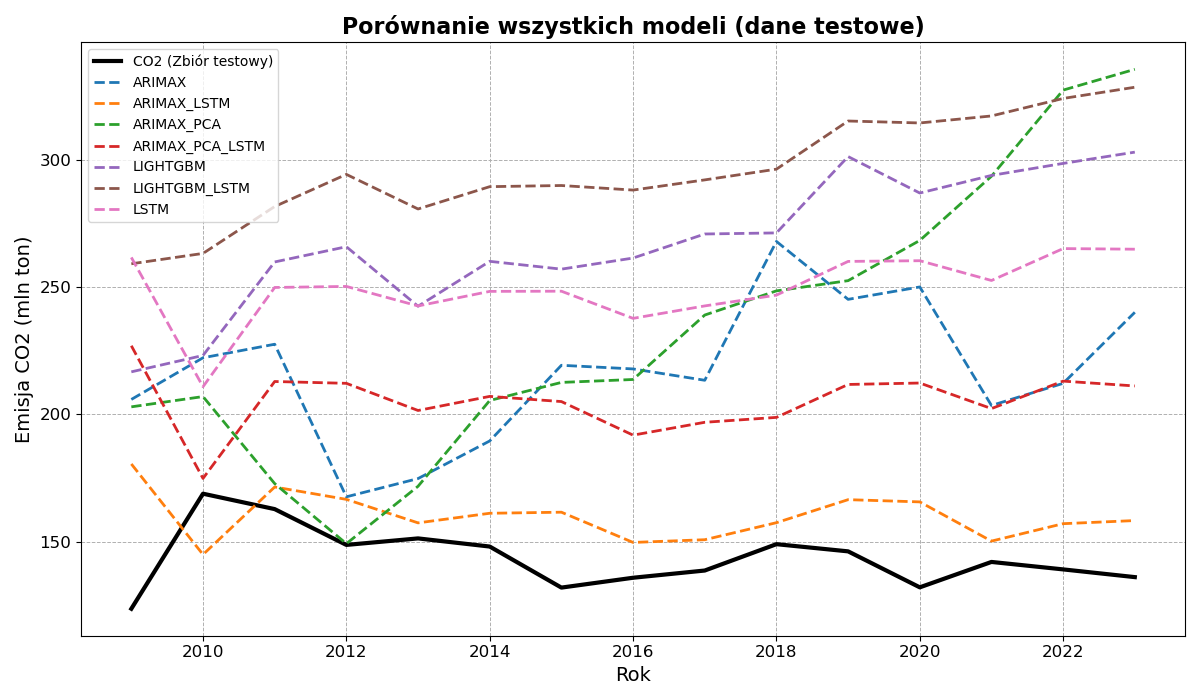 Porównanie wszystkich modeli (dane testowe)
CO2 (Zbiór testowy)
ARIMAX
ARIMAX_LSTM
ARIMAX_PCA
ARIMAX_PCA_LSTM
LIGHTGBM
LIGHTGBM_LSTM
LSTM
Emisja CO2 (mln ton)
300
250
200
150
2010 2012 2014 2016 2018 2020 2022
Rok